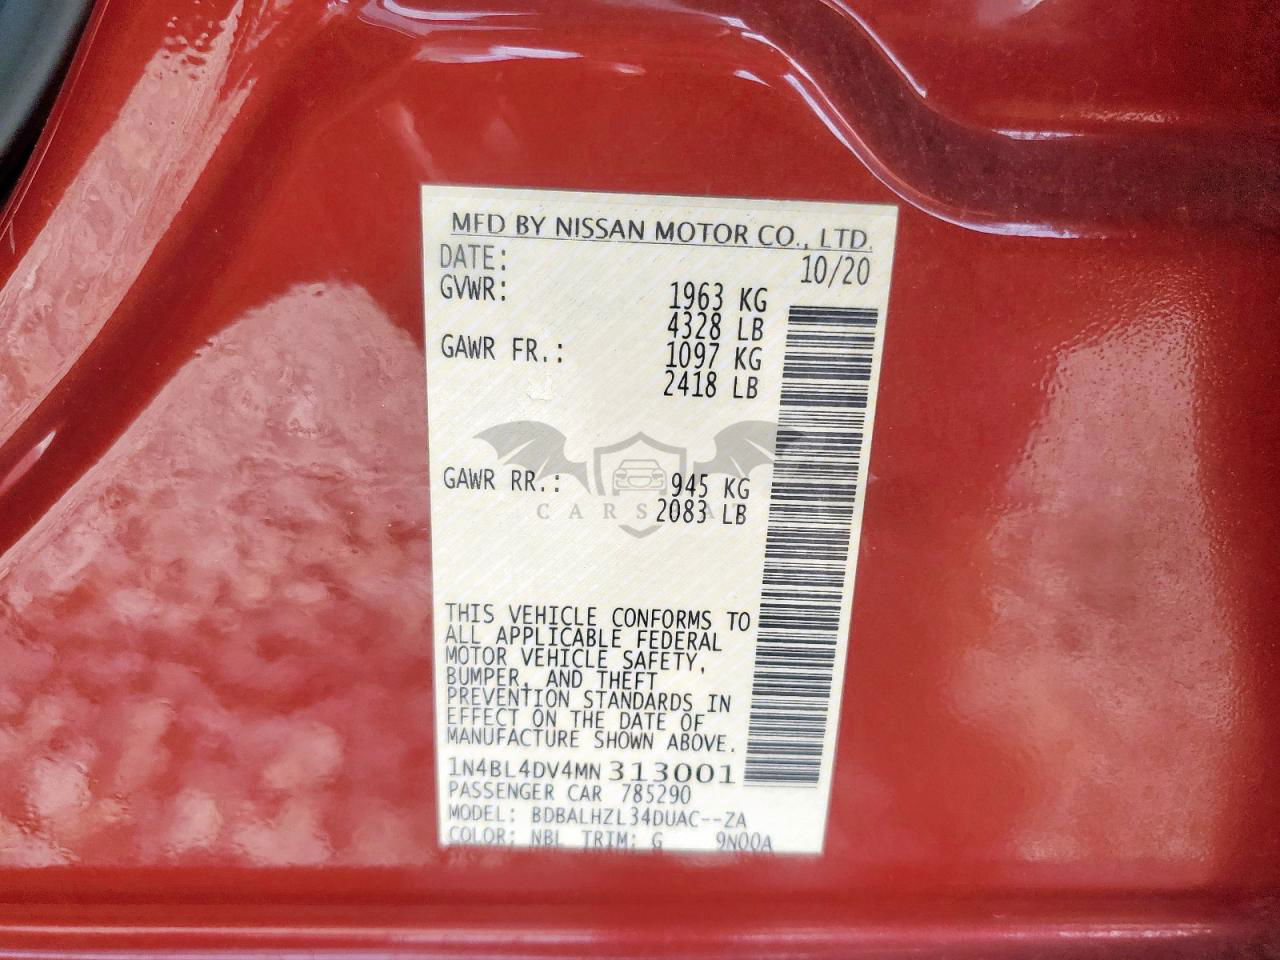 MFD BY NISSAN MOTOR CO., LTD.
DATE: 10/20
GVWR: 1963 KG
4328 LB
GAWR FR.: 1097 KG
2418 LB
GAWR RR.: 945 KG
2083 LB
CARS
THIS VEHICLE CONFORMS TO
ALL APPLICABLE FEDERAL
MOTOR VEHICLE SAFETY,
BUMPER, AND THEFT
PREVENTION STANDARDS IN
EFFECT ON THE DATE OF
MANUFACTURE SHOWN ABOVE.
1N4BL4DV4MN 313001
PASSENGER CAR 785290
MODEL: BDBALHZL34DUAC--ZA
COLOR: NBL TRIM: G 9N00A